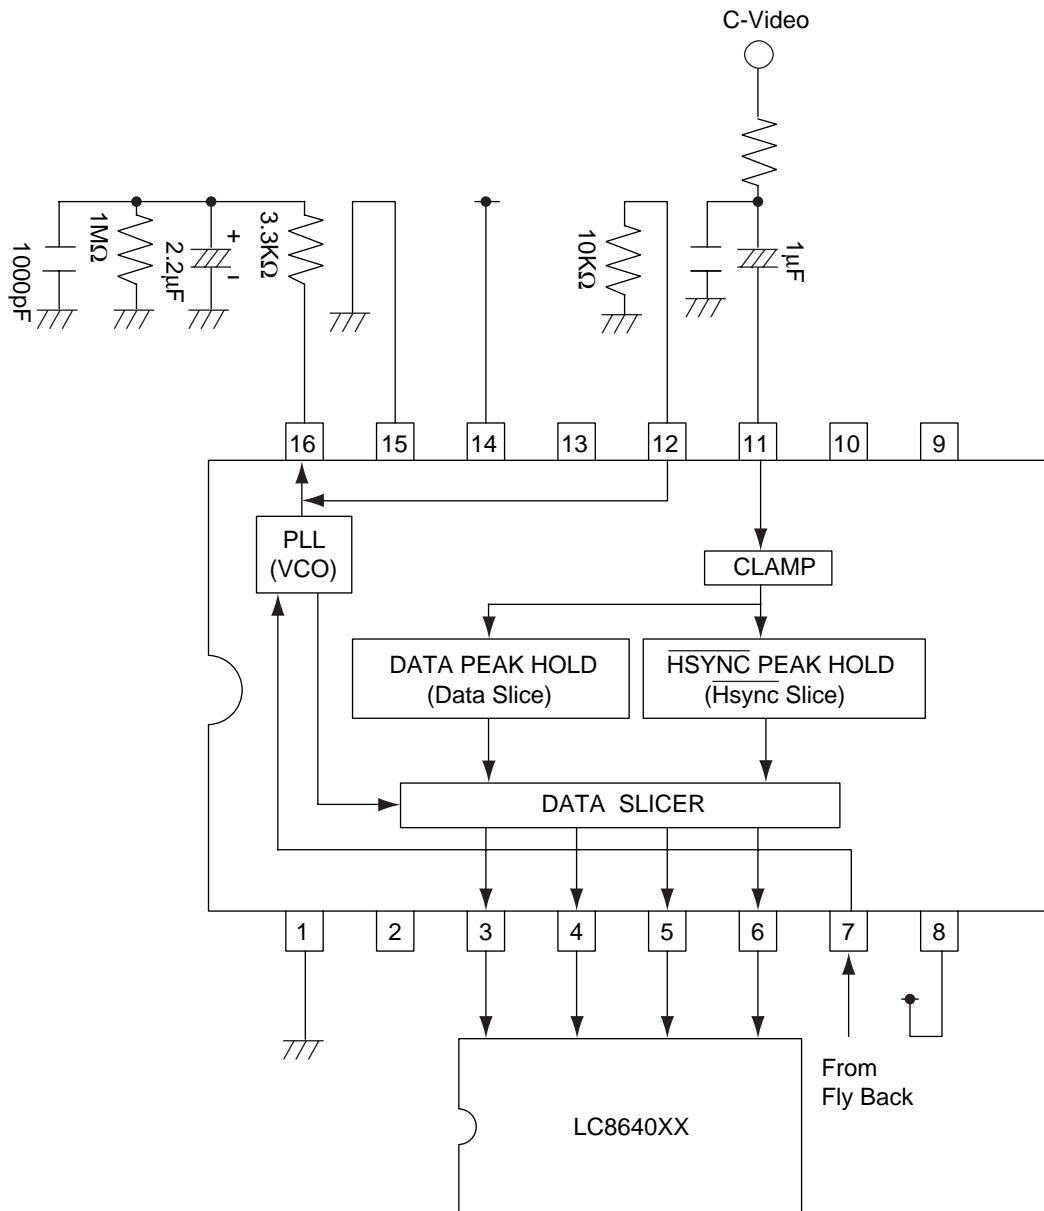 C-Video
1000pF
1MΩ
2.2μF
+
-
3.3KΩ
10KΩ
1μF
16 15 14 13 12 11 10 9
PLL
(VCO)
CLAMP
DATA PEAK HOLD
(Data Slice)
HSYNC PEAK HOLD
(Hsync Slice)
DATA SLICER
1 2 3 4 5 6 7 8
From
Fly Back
LC8640XX